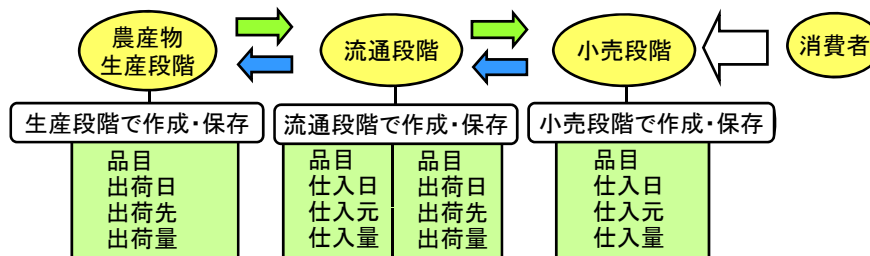 農産物
生産段階
流通段階
小売段階
消費者
生産段階で作成・保存
流通段階で作成・保存
小売段階で作成・保存
品目
出荷日
出荷先
出荷量
品目
仕入日
仕入元
仕入量
品目
出荷日
出荷先
出荷量
品目
仕入日
仕入元
仕入量